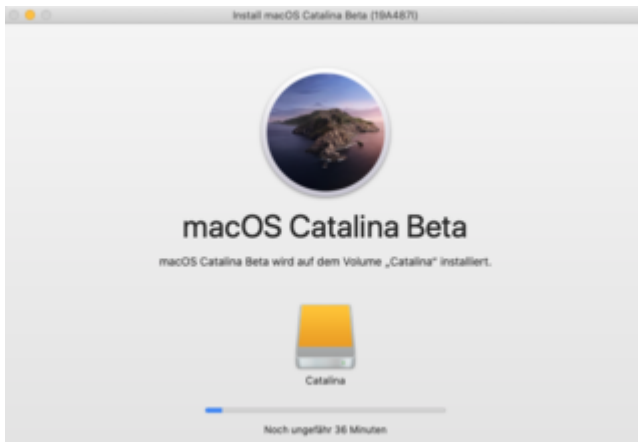 Install macOS Catalina Beta (19A487l)
macOS Catalina Beta
macOS Catalina Beta wird auf dem Volume „Catalina“ installiert.
Catalina
Noch ungefähr 36 Minuten